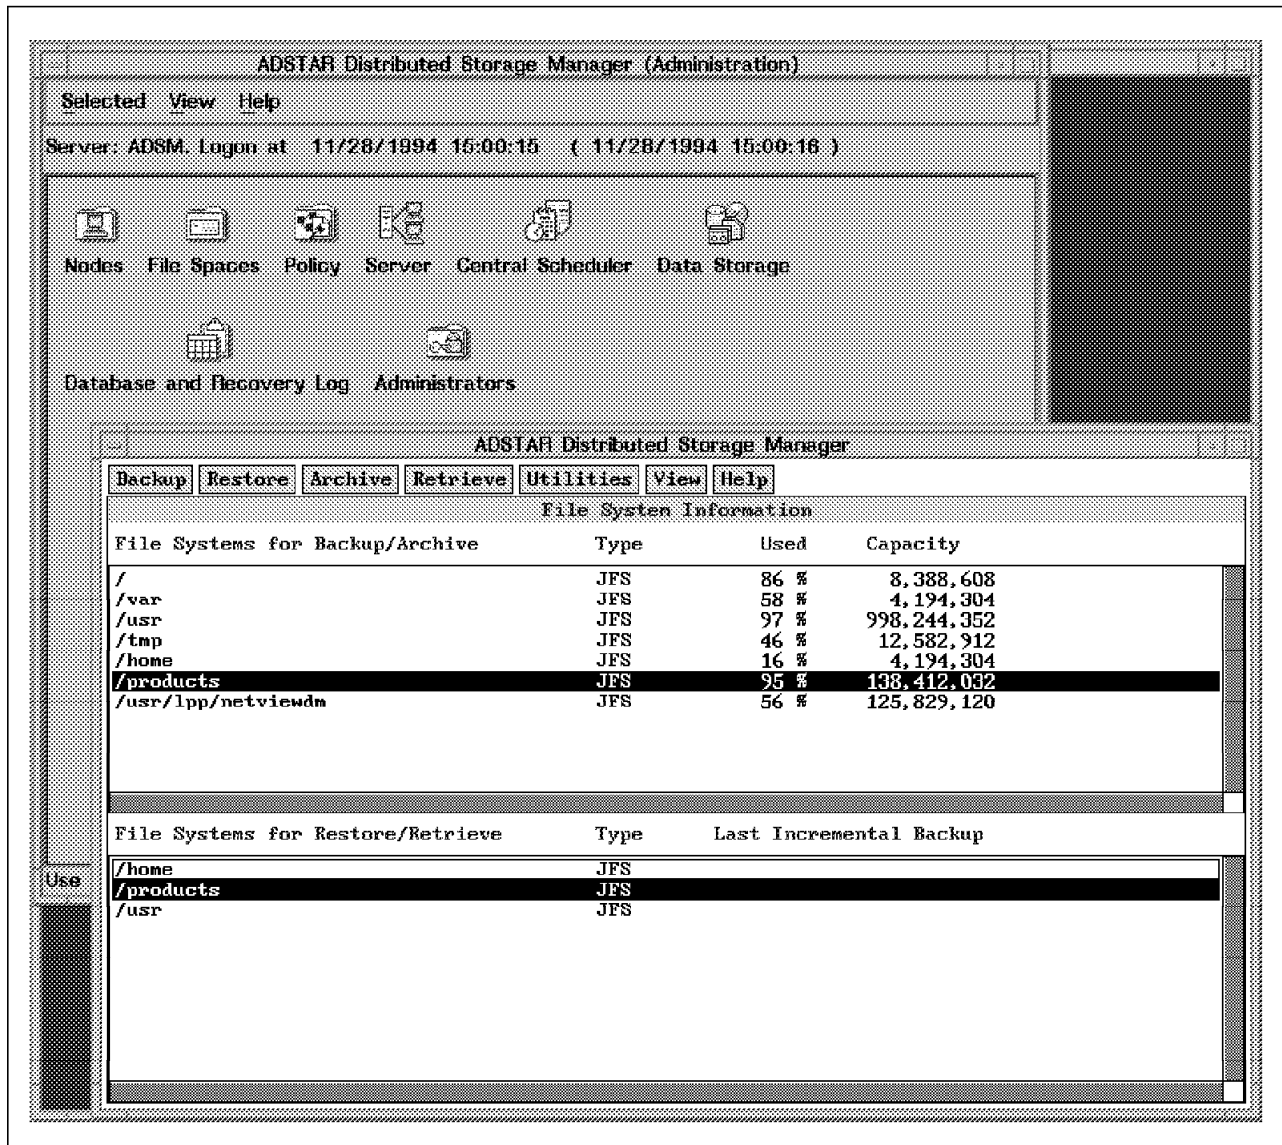 ADSTAR Distributed Storage Manager (Administration)
Selected View Help
Server: ADSM. Logon at 11/28/1994 15:00:15 ( 11/28/1994 15:00:16 )
Nodes File Spaces Policy Server Central Scheduler Data Storage
Database and Recovery Log Administrators
ADSTAR Distributed Storage Manager
Backup Restore Archive Retrieve Utilities View Help
File System Information
File Systems for Backup/Archive Type Used Capacity
/ JFS 86 % 8,388,608
/var JFS 58 % 4,194,304
/usr JFS 97 % 998,244,352
/tmp JFS 46 % 12,582,912
/home JFS 16 % 4,194,304
/products JFS 95 % 138,412,032
/usr/lpp/netviewdm JFS 56 % 125,829,120
File Systems for Restore/Retrieve Type Last Incremental Backup
/home JFS
Use
/products JFS
/usr JFS